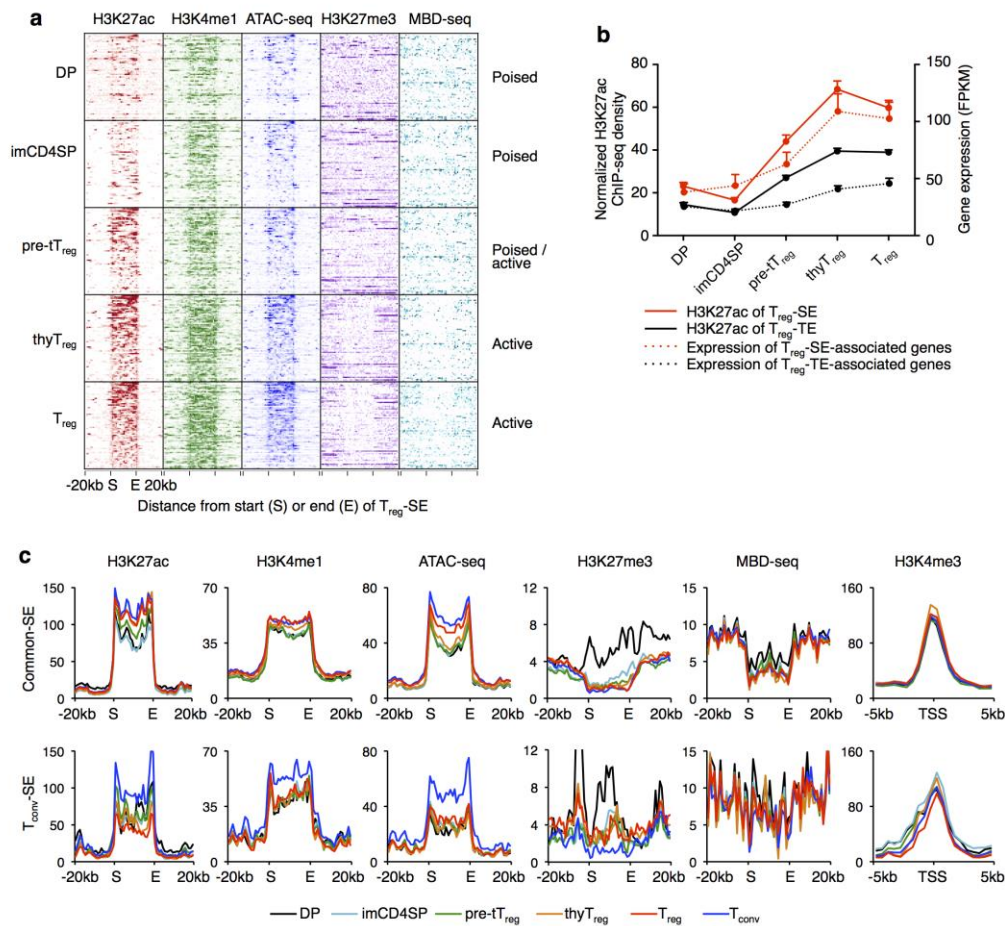 a
H3K27ac H3K4me1 ATAC-seq H3K27me3 MBD-seq
DP
Poised
imCD4SP
Poised
pre-tTreg
Poised /
active
thyTreg
Active
Treg
Active
-20kb S E 20kb
Distance from start (S) or end (E) of Treg-SE
b
Normalized H3K27ac
ChIP-seq density
80
60
40
20
0
150
100
50
0
Gene expression (FPKM)
DP
imCD4SP
pre-tTreg
thyTreg
Treg
H3K27ac of Treg-SE
H3K27ac of Treg-TE
Expression of Treg-SE-associated genes
Expression of Treg-TE-associated genes
c
H3K27ac H3K4me1 ATAC-seq H3K27me3 MBD-seq H3K4me3
Common-SE
150
100
50
0
-20kb S E 20kb
70
35
0
-20kb S E 20kb
80
40
0
-20kb S E 20kb
12
8
4
0
-20kb S E 20kb
12
8
4
0
-20kb S E 20kb
160
80
0
-5kb TSS 5kb
Tconv-SE
150
100
50
0
-20kb S E 20kb
70
35
0
-20kb S E 20kb
80
40
0
-20kb S E 20kb
12
8
4
0
-20kb S E 20kb
15
10
5
0
-20kb S E 20kb
160
80
0
-5kb TSS 5kb
DP imCD4SP pre-tTreg thyTreg Treg Tconv